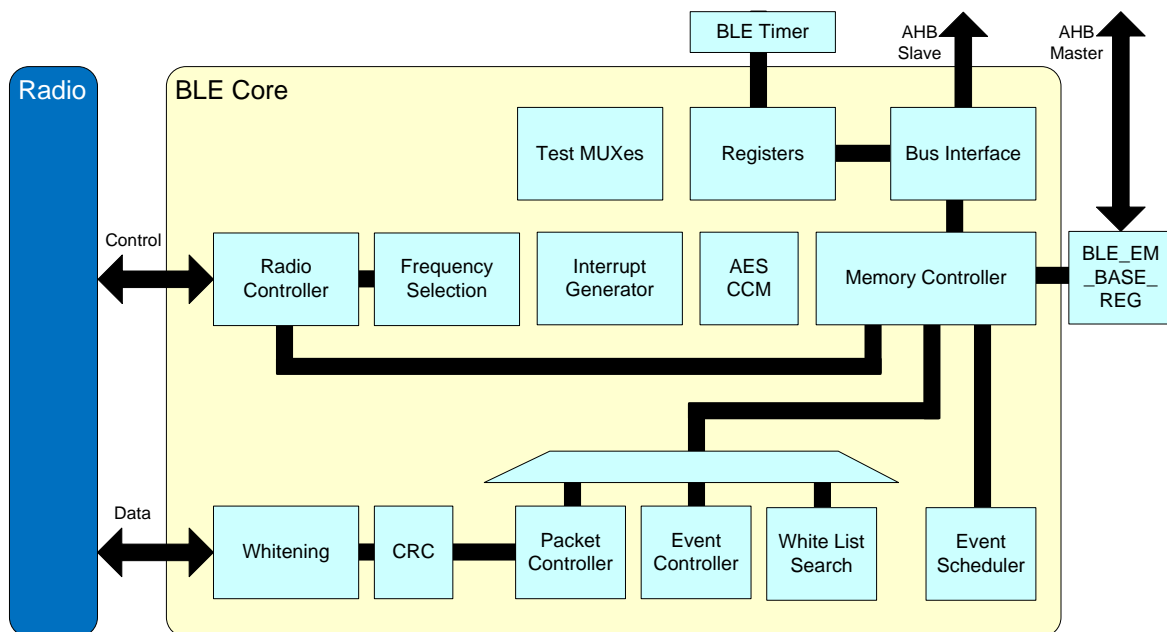 BLE Timer
AHB
Slave
AHB
Master
Radio
BLE Core
Test MUXes
Registers
Bus Interface
Control
Radio
Controller
Frequency
Selection
Interrupt
Generator
AES
CCM
Memory Controller
BLE_EM
_BASE_
REG
Data
Whitening
CRC
Packet
Controller
Event
Controller
White List
Search
Event
Scheduler